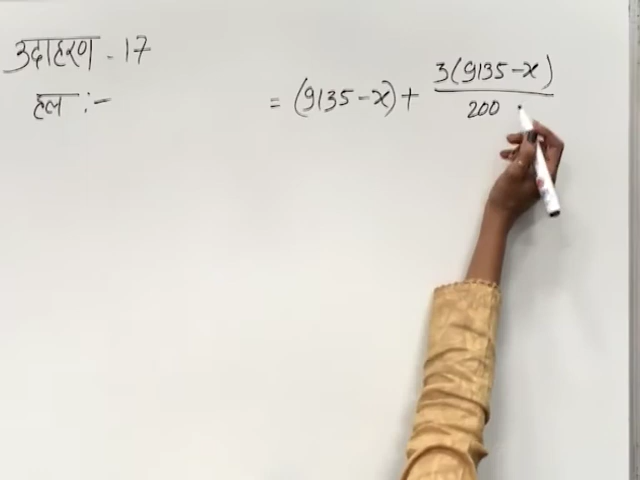 उदाहरण - 17
हल :-
= (9135 - x) + 3(9135 - x) / 200